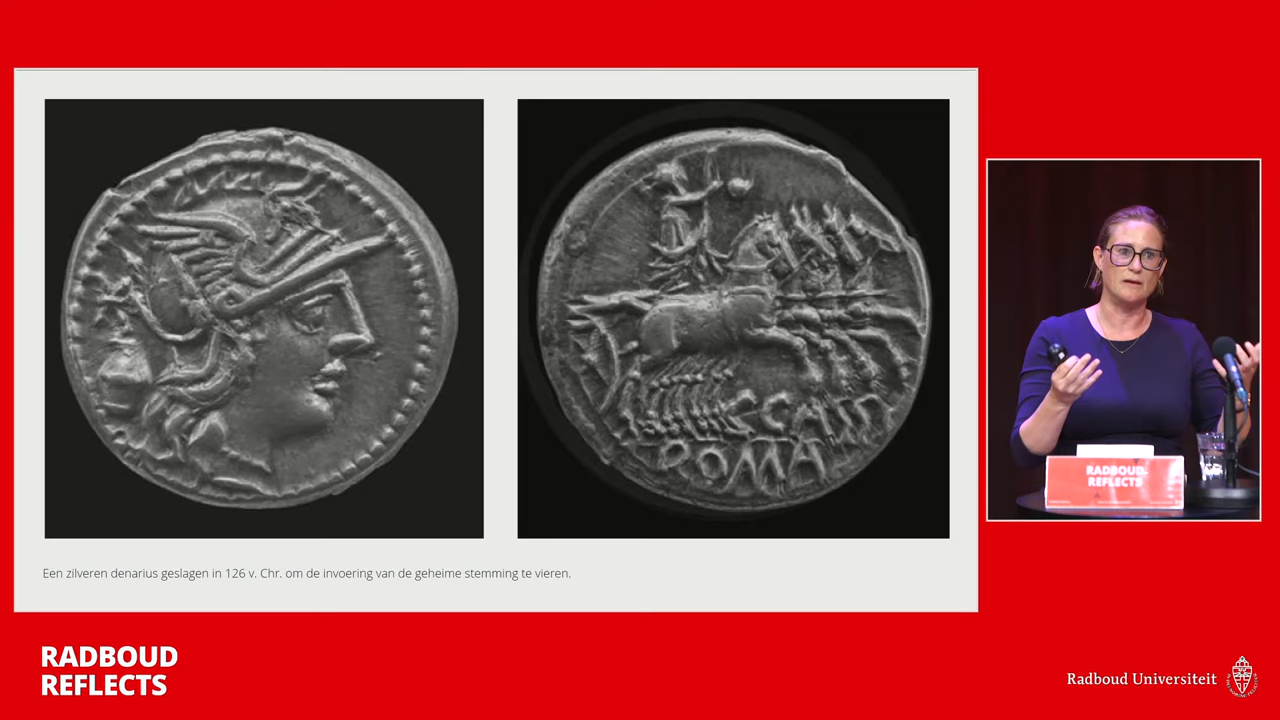 C·CASSI
ROMA
Een zilveren denarius geslagen in 126 v. Chr. om de invoering van de geheime stemming te vieren.
RADBOUD
REFLECTS
RADBOUD
REFLECTS
Radboud Universiteit